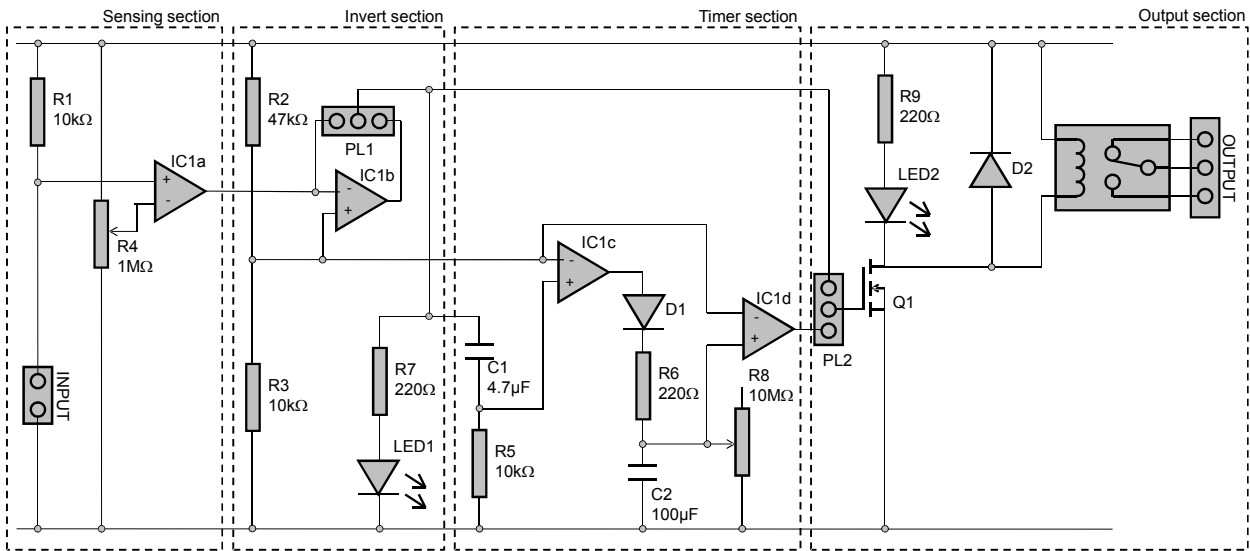 Sensing section
Invert section
Timer section
Output section
R1
10kΩ
IC1a
+
-
R4
1MΩ
INPUT
R2
47kΩ
PL1
IC1b
-
+
R3
10kΩ
R7
220Ω
LED1
IC1c
-
+
C1
4.7µF
R5
10kΩ
D1
R6
220Ω
C2
100µF
IC1d
-
+
R8
10MΩ
PL2
R9
220Ω
LED2
Q1
D2
OUTPUT